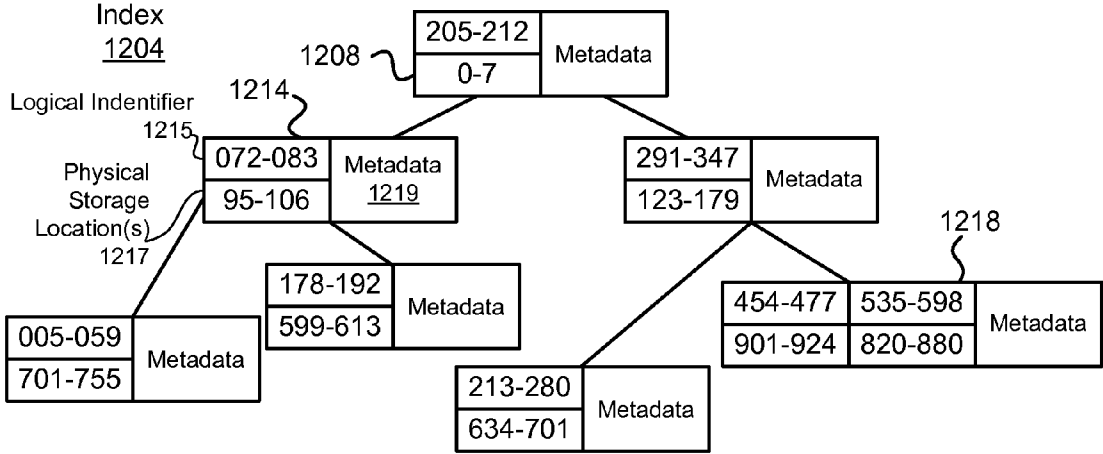 Index
1204
205-212
0-7
Metadata
1208
Logical Indentifier
1215
1214
072-083
95-106
Metadata
1219
Physical
Storage
Location(s)
1217
291-347
123-179
Metadata
1218
178-192
599-613
Metadata
454-477 535-598
901-924 820-880
Metadata
005-059
701-755
Metadata
213-280
634-701
Metadata